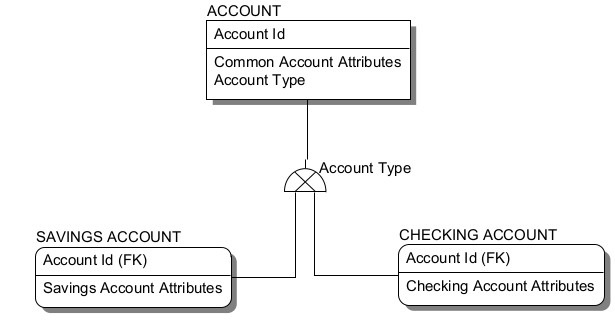 ACCOUNT
Account Id
Common Account Attributes
Account Type
Account Type
SAVINGS ACCOUNT
Account Id (FK)
Savings Account Attributes
CHECKING ACCOUNT
Account Id (FK)
Checking Account Attributes